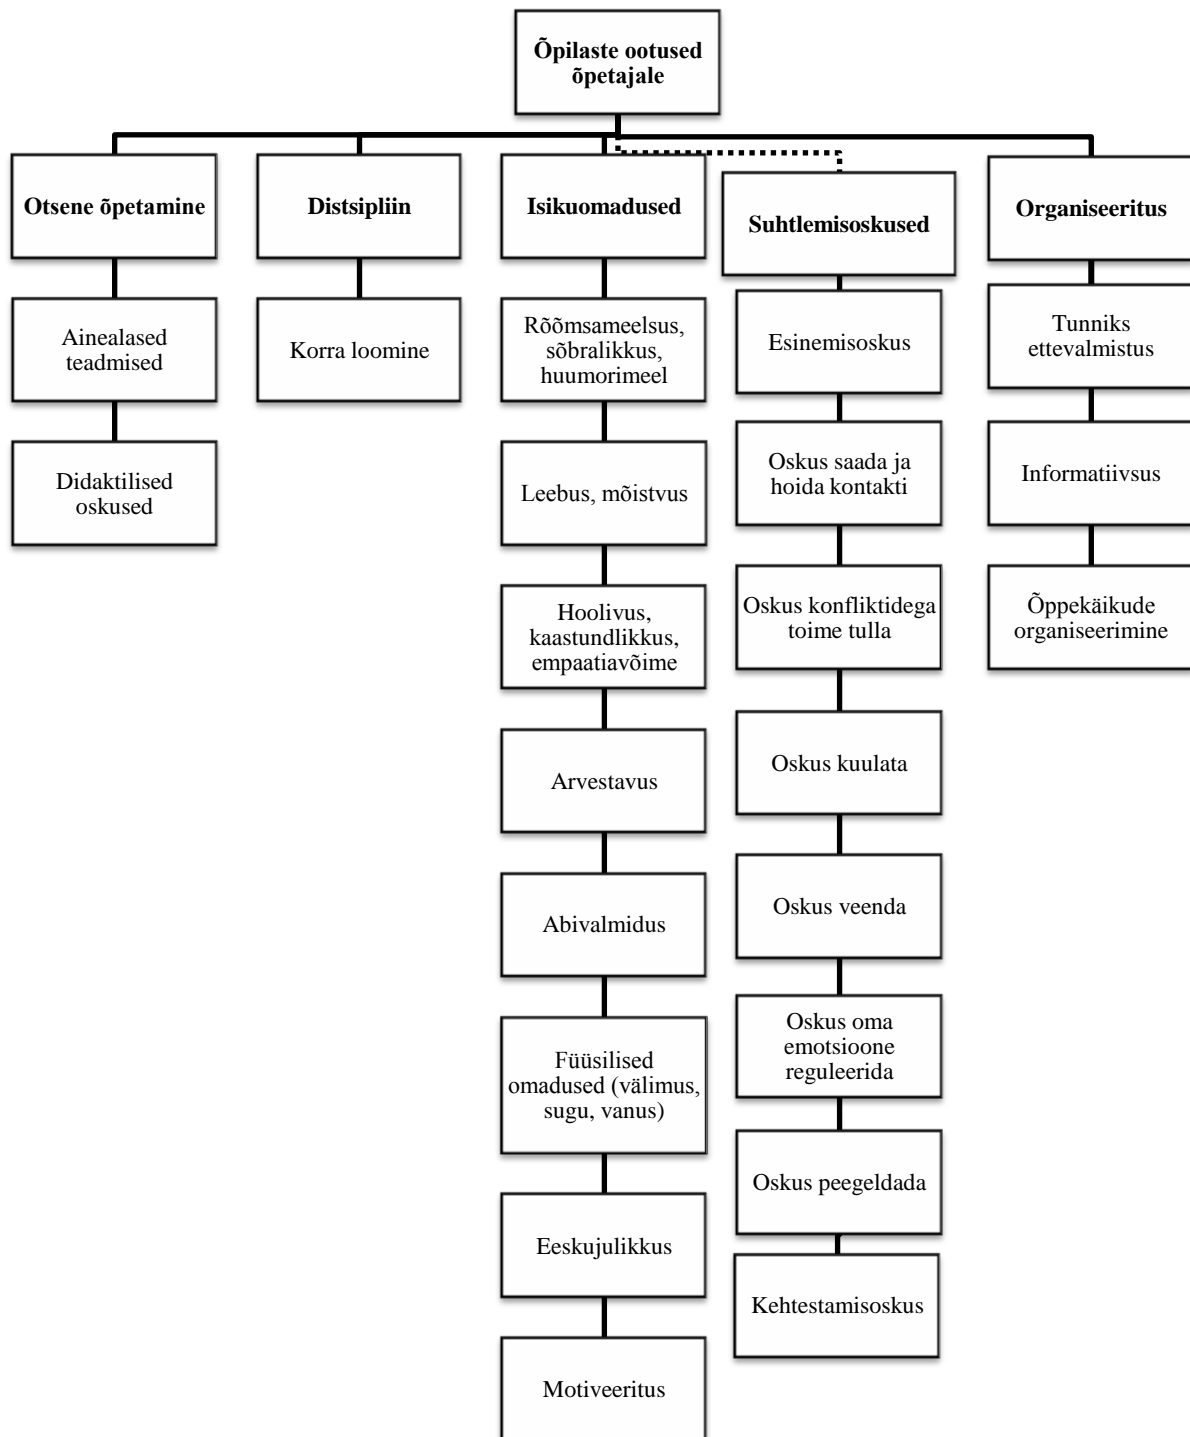 Õpilaste ootused
õpetajale
Otsene õpetamine
Ainealased
teadmised
Didaktilised
oskused
Distsipliin
Korra loomine
Isikuomadused
Rõõmsameelsus,
sõbralikkus,
huumorimeel
Leebus, mõistvus
Hoolivus,
kaastundlikkus,
empaatiavõime
Arvestavus
Abivalmidus
Füüsilised
omadused (välimus,
sugu, vanus)
Eeskujulikkus
Motiveeritus
Suhtlemisoskused
Esinemisoskus
Oskus saada ja
hoida kontakti
Oskus konfliktidega
toime tulla
Oskus kuulata
Oskus veenda
Oskus oma
emotsioone
reguleerida
Oskus peegeldada
Kehtestamisoskus
Organiseeritus
Tunniks
ettevalmistus
Informatiivsus
Õppekäikude
organiseerimine